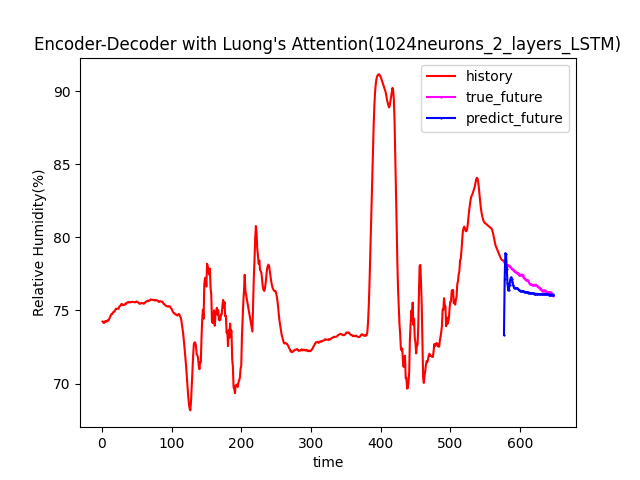 Encoder-Decoder with Luong's Attention(1024neurons_2_layers_LSTM)
history
true_future
predict_future
Relative Humidity(%)
90
85
80
75
70
0 100 200 300 400 500 600
time